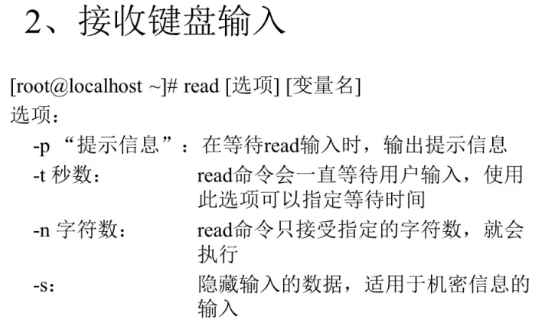 2、接收键盘输入
[root@localhost ~]# read [选项] [变量名]
选项：
-p “提示信息”：在等待read输入时，输出提示信息
-t 秒数： read命令会一直等待用户输入，使用
此选项可以指定等待时间
-n 字符数： read命令只接受指定的字符数，就会
执行
-s： 隐藏输入的数据，适用于机密信息的
输入